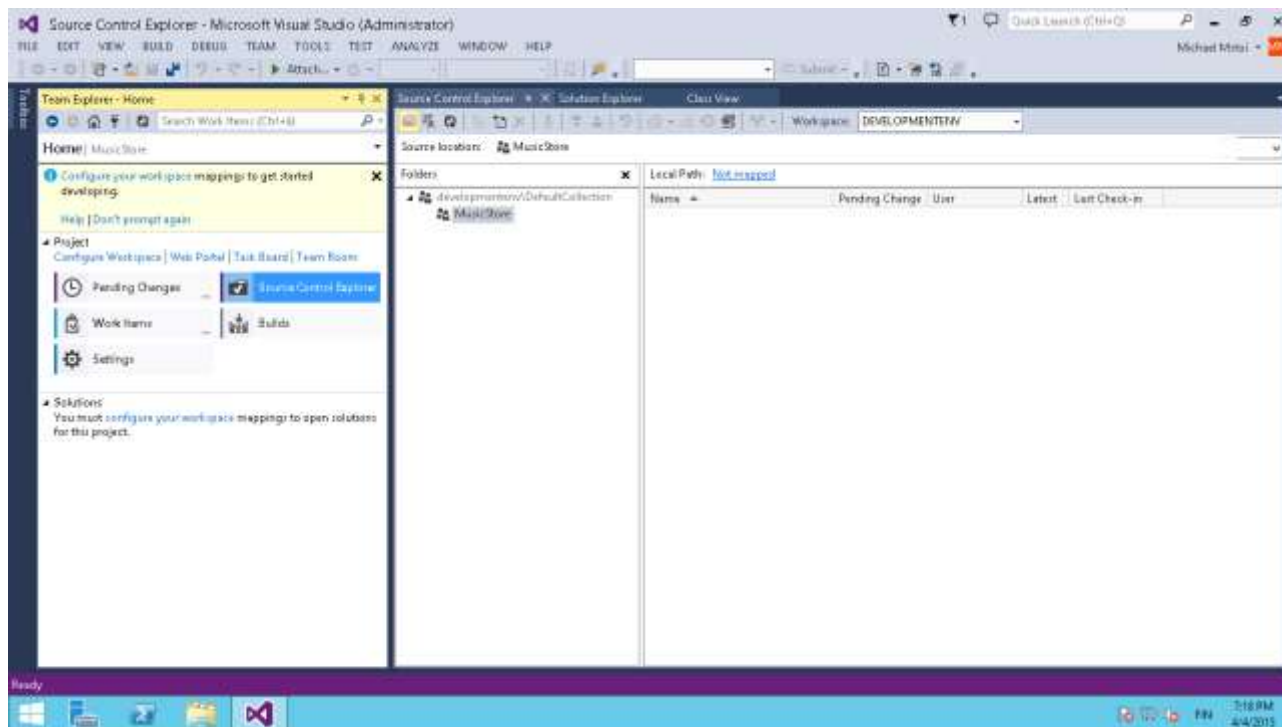 Source Control Explorer - Microsoft Visual Studio (Administrator)
1
Quick Launch (Ctrl+Q)
FILE EDIT VIEW BUILD DEBUG TEAM TOOLS TEST ANALYZE WINDOW HELP
Michael
Attach...
Toolbox
Team Explorer - Home
Source Control Explorer Solution Explorer Class View
Search Work Items (Ctrl+ü)
Workspace: DEVELOPMENTENV
Home | MusicStore
Source location: MusicStore
Configure your workspace mappings to get started
developing.
Help | Don't prompt again
Folders
Local Path: Not mapped
developmentenv\DefaultCollection
MusicStore
Name Pending Change User Latest Last Check-in
Project
Configure Workspace | Web Portal | Task Board | Team Room
Pending Changes
Source Control Explorer
Work Items
Builds
Settings
Solutions
You must configure your workspace mappings to open solutions
for this project.
Ready
FIN
7:18 PM
4/4/2015